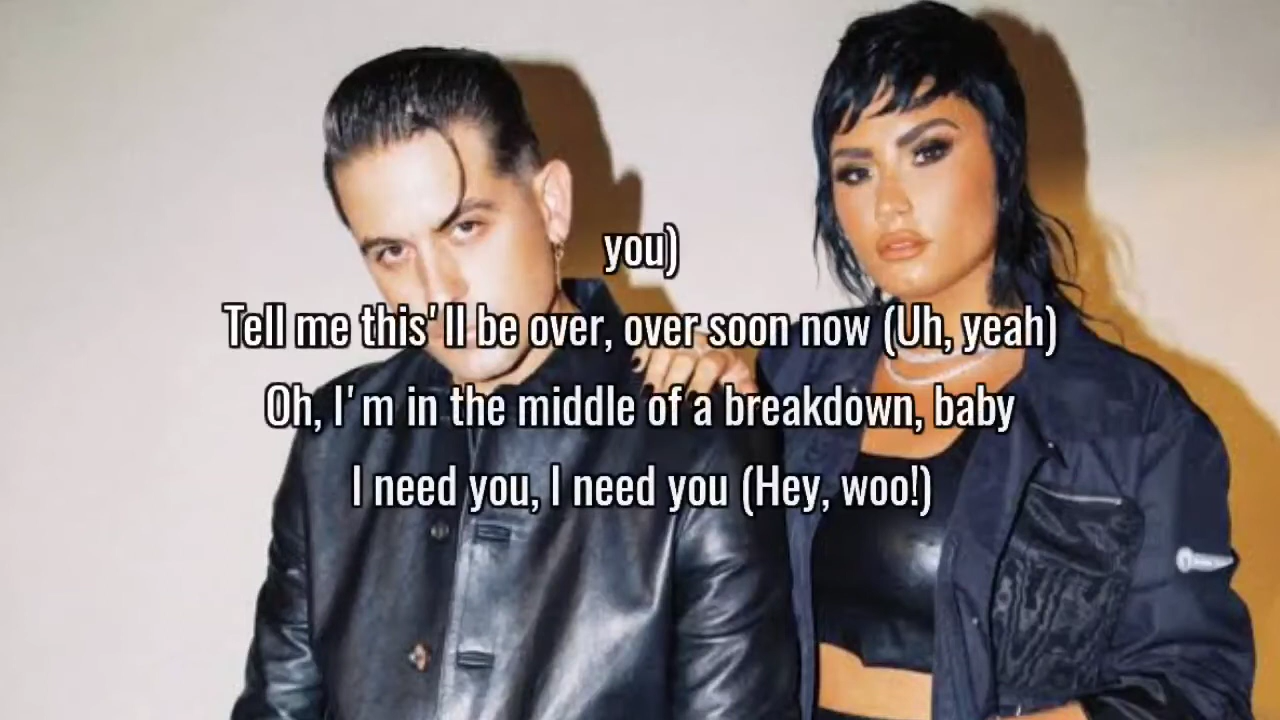 you)
Tell me this'll be over, over soon now (Uh, yeah)
Oh, I'm in the middle of a breakdown, baby
I need you, I need you (Hey, woo!)